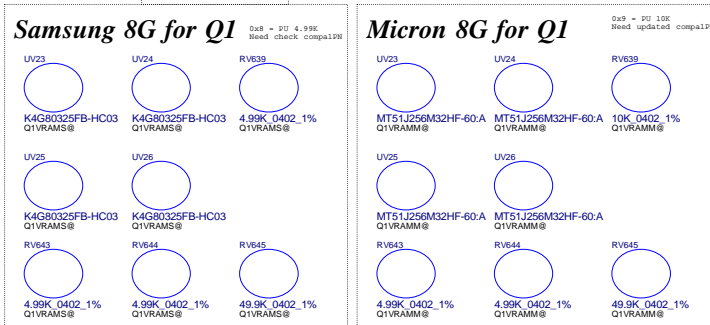 Samsung 8G for Q1
0x8 - PU 4.99K
Need check compalPN
UV23
UV24
RV639
K4G80325FB-HC03
K4G80325FB-HC03
4.99K_0402_1%
Q1VRAMS@
Q1VRAMS@
Q1VRAMS@
UV25
UV26
K4G80325FB-HC03
K4G80325FB-HC03
Q1VRAMS@
Q1VRAMS@
RV643
RV644
RV645
4.99K_0402_1%
4.99K_0402_1%
49.9K_0402_1%
Q1VRAMS@
Q1VRAMS@
Q1VRAMS@
Micron 8G for Q1
0x9 - PU 10K
Need updated compalP
UV23
UV24
RV639
MT51J256M32HF-60:A
MT51J256M32HF-60:A
10K_0402_1%
Q1VRAMM@
Q1VRAMM@
Q1VRAMM@
UV25
UV26
MT51J256M32HF-60:A
MT51J256M32HF-60:A
Q1VRAMM@
Q1VRAMM@
RV643
RV644
RV645
4.99K_0402_1%
4.99K_0402_1%
49.9K_0402_1%
Q1VRAMM@
Q1VRAMM@
Q1VRAMM@